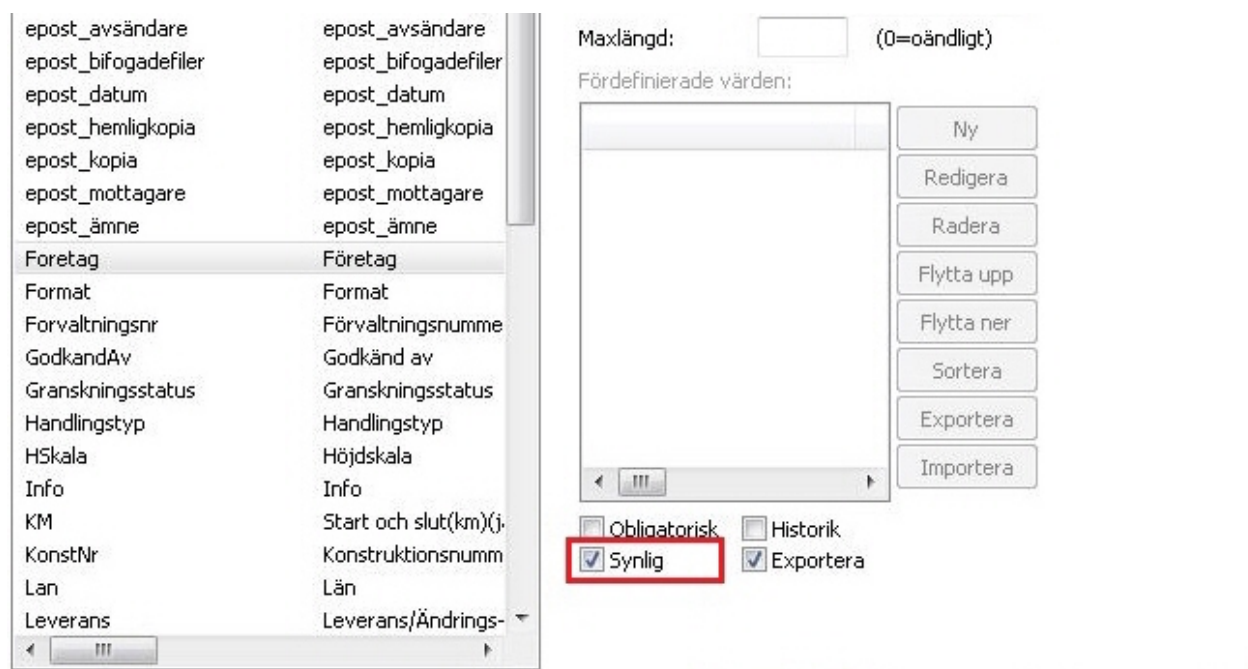 epost_avsändare epost_avsändare
epost_bifogadefiler epost_bifogadefiler
epost_datum epost_datum
epost_hemligkopia epost_hemligkopia
epost_kopia epost_kopia
epost_mottagare epost_mottagare
epost_ämne epost_ämne
Foretag Företag
Format Format
Forvaltningsnr Förvaltningsnumme
GodkandAv Godkänd av
Granskningsstatus Granskningsstatus
Handlingstyp Handlingstyp
HSkala Höjdskala
Info Info
KM Start och slut(km)(j.
KonstNr Konstruktionsnumm
Lan Län
Leverans Leverans/Ändrings-
Maxlängd: (0=oändligt)
Fördefinierade värden:
Ny
Redigera
Radera
Flytta upp
Flytta ner
Sortera
Exportera
Importera
Obligatorisk Historik
Synlig Exportera